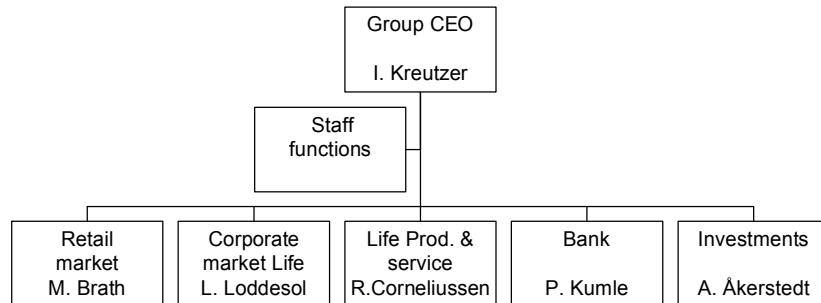 Group CEO
I. Kreutzer
Staff
functions
Retail
market
M. Brath
Corporate
market Life
L. Loddesol
Life Prod. &
service
R.Corneliussen
Bank
P. Kumle
Investments
A. Åkerstedt